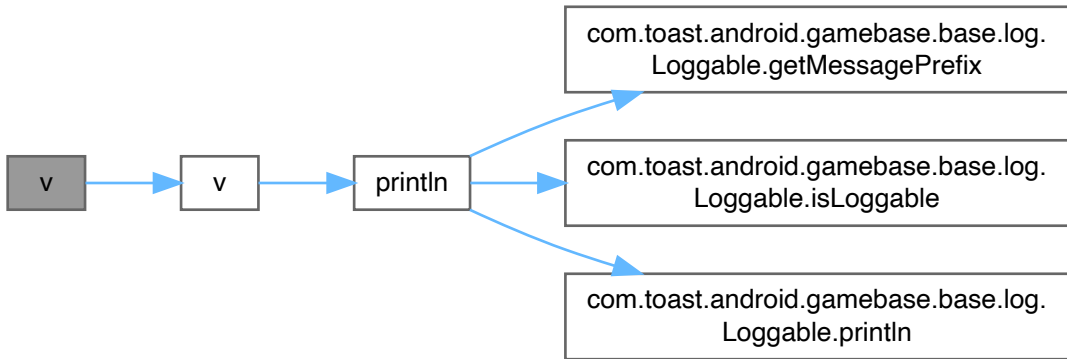 v
v
println
com.toast.android.gamebase.base.log.
Loggable.getMessagePrefix
com.toast.android.gamebase.base.log.
Loggable.isLoggable
com.toast.android.gamebase.base.log.
Loggable.println